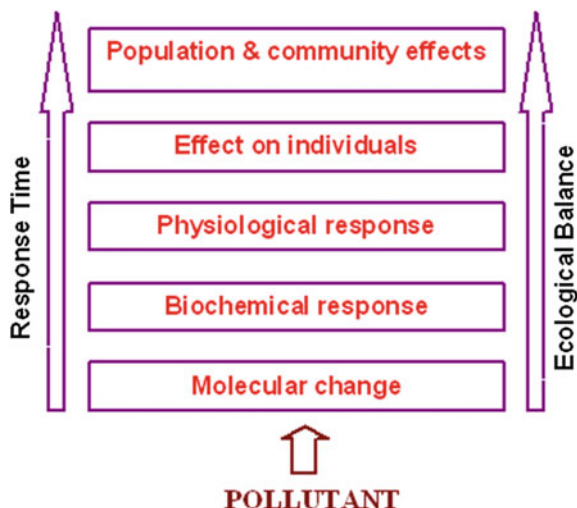 Population & community effects
Effect on individuals
Physiological response
Biochemical response
Molecular change
POLLUTANT
Response Time
Ecological Balance